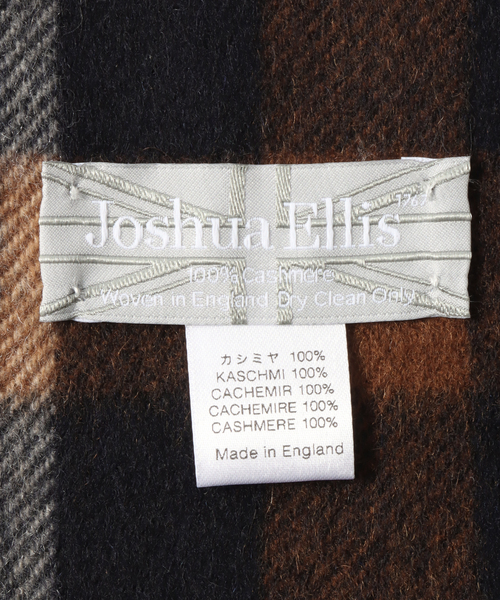 Joshua Ellis 1767
100% Cashmere
Woven in England Dry Clean Only
カシミヤ 100%
KASCHMI 100%
CACHEMIR 100%
CACHEMIRE 100%
CASHMERE 100%
Made in England